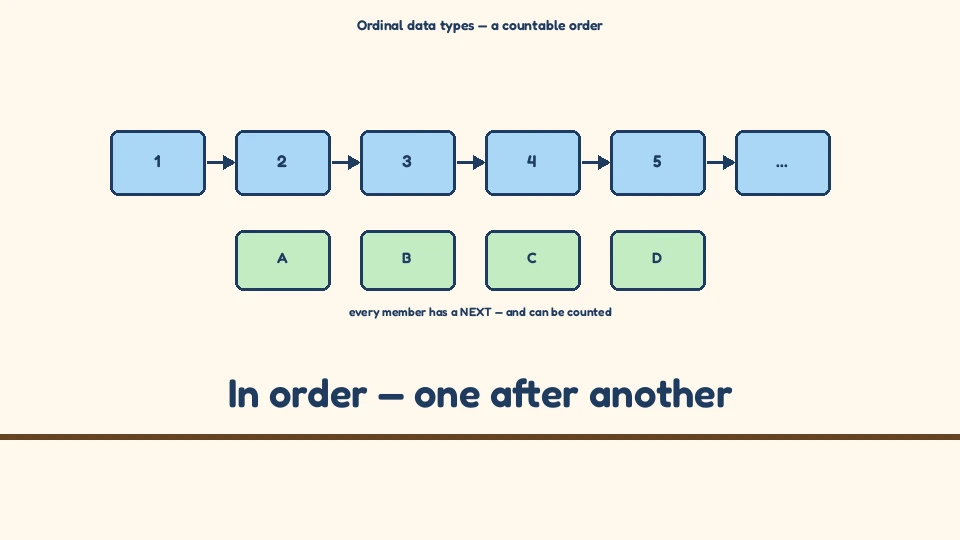 Ordinal data types — a countable order
1 2 3 4 5 ...
A B C D
every member has a NEXT — and can be counted
In order — one after another